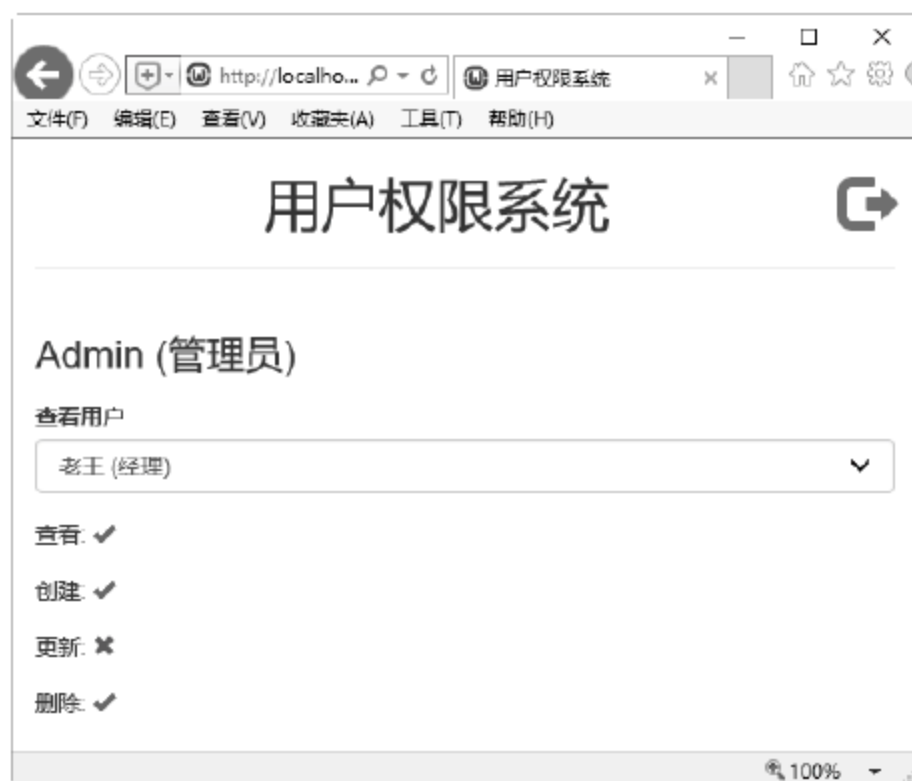 http://localho... 用户权限系统
文件(F) 编辑(E) 查看(V) 收藏夹(A) 工具(T) 帮助(H)
用户权限系统
Admin (管理员)
查看用户
老王 (经理)
查看:
创建:
更新:
删除:
100%